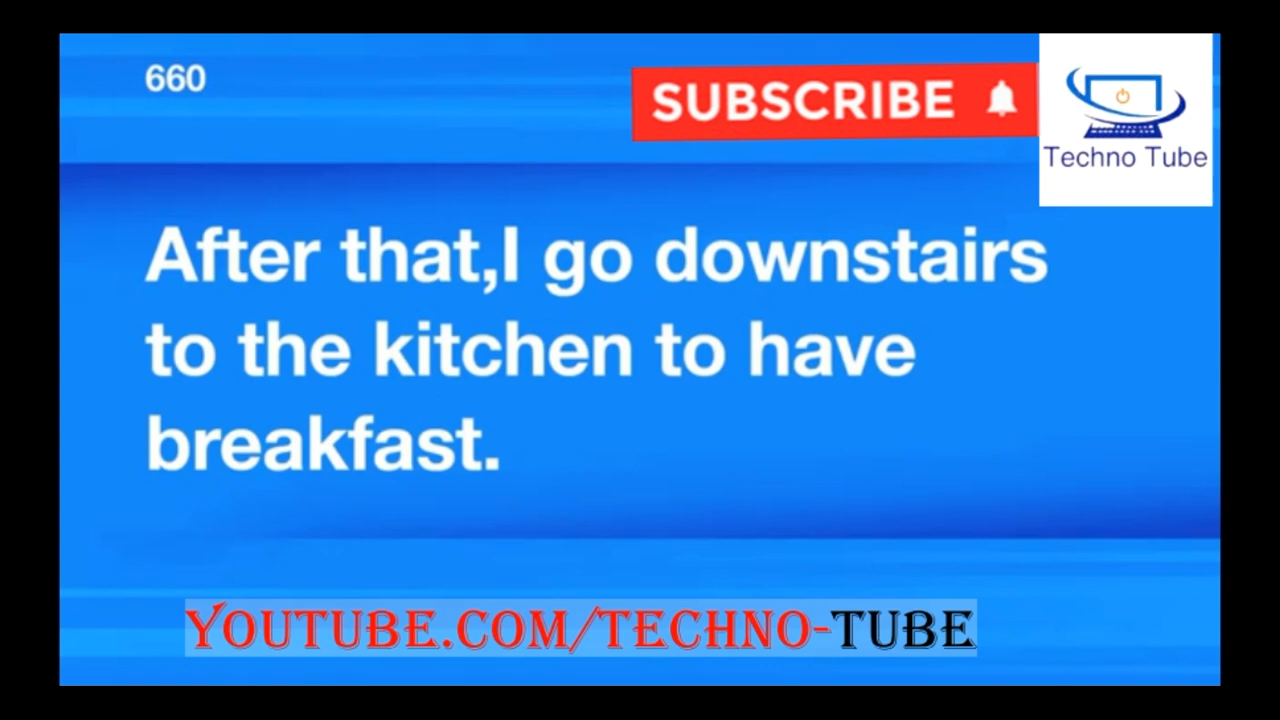 660
SUBSCRIBE
Techno Tube
After that,I go downstairs
to the kitchen to have
breakfast.
YOUTUBE.COM/TECHNO-TUBE